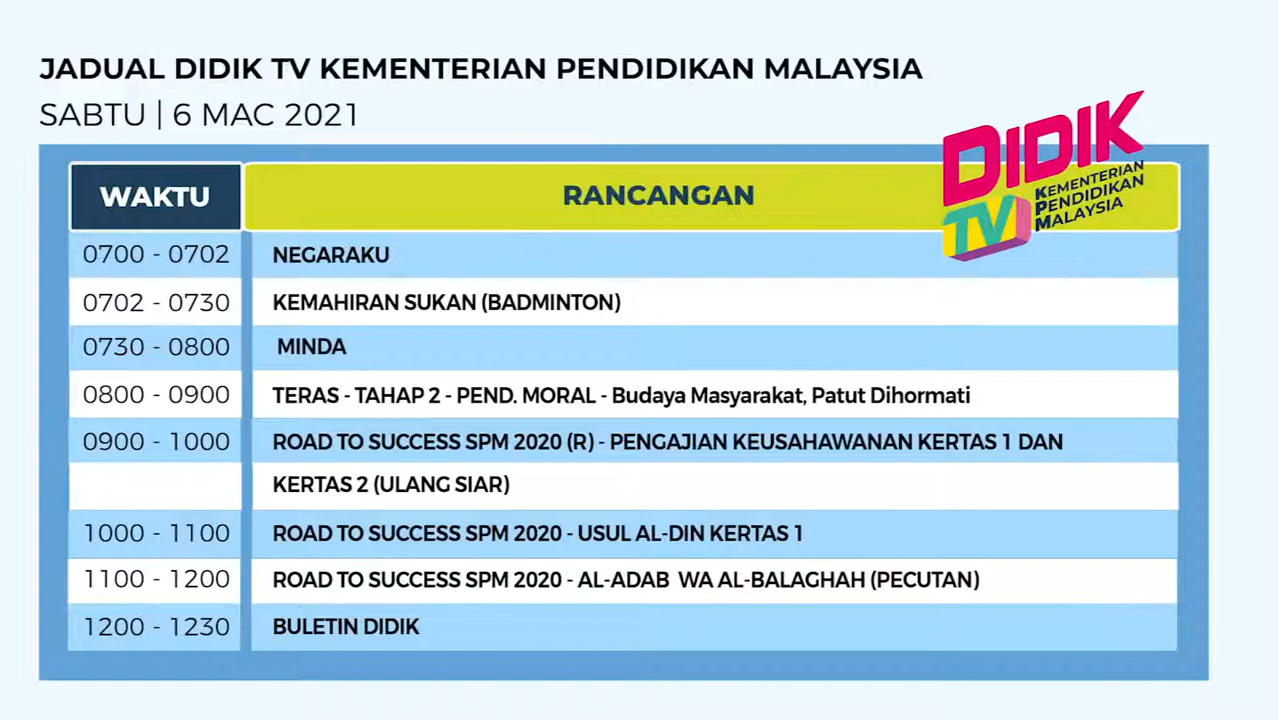 JADUAL DIDIK TV KEMENTERIAN PENDIDIKAN MALAYSIA
SABTU | 6 MAC 2021
DIDIK
TV
KEMENTERIAN
PENDIDIKAN
MALAYSIA
WAKTU RANCANGAN
0700 - 0702 NEGARAKU
0702 - 0730 KEMAHIRAN SUKAN (BADMINTON)
0730 - 0800 MINDA
0800 - 0900 TERAS - TAHAP 2 - PEND. MORAL - Budaya Masyarakat, Patut Dihormati
0900 - 1000 ROAD TO SUCCESS SPM 2020 (R) - PENGAJIAN KEUSAHAWANAN KERTAS 1 DAN
KERTAS 2 (ULANG SIAR)
1000 - 1100 ROAD TO SUCCESS SPM 2020 - USUL AL-DIN KERTAS 1
1100 - 1200 ROAD TO SUCCESS SPM 2020 - AL-ADAB WA AL-BALAGHAH (PECUTAN)
1200 - 1230 BULETIN DIDIK